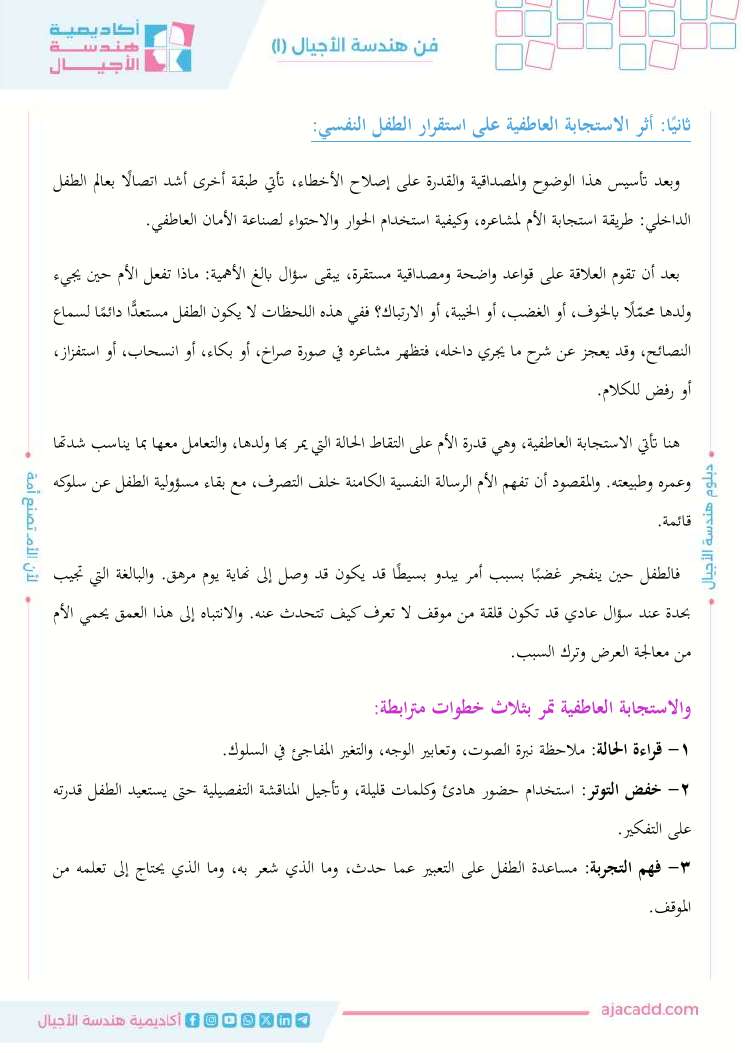 أكاديمية
هندسة
الأجيال
فن هندسة الأجيال (١)
ثانيًا: أثر الاستجابة العاطفية على استقرار الطفل النفسي:
وبعد تأسيس هذا الوضوح والمصداقية والقدرة على إصلاح الأخطاء، تأتي طبقة أخرى أشد اتصالًا بعالم الطفل
الداخلي: طريقة استجابة الأم لمشاعره، وكيفية استخدام الحوار والاحتواء لصناعة الأمان العاطفي.
بعد أن تقوم العلاقة على قواعد واضحة ومصداقية مستقرة، يبقى سؤال بالغ الأهمية: ماذا تفعل الأم حين يجيء
ولدها محمّلًا بالخوف، أو الغضب، أو الخيبة، أو الارتباك؟ ففي هذه اللحظات لا يكون الطفل مستعدًّا دائمًا لسماع
النصائح، وقد يعجز عن شرح ما يجري داخله، فتظهر مشاعره في صورة صراخ، أو بكاء، أو انسحاب، أو استفزاز،
أو رفض للكلام.
هنا تأتي الاستجابة العاطفية، وهي قدرة الأم على التقاط الحالة التي يمر بها ولدها، والتعامل معها بما يناسب شدتها
وعمره وطبيعته. والمقصود أن تفهم الأم الرسالة النفسية الكامنة خلف التصرف، مع بقاء مسؤولية الطفل عن سلوكه
قائمة.
فالطفل حين ينفجر غضبًا بسبب أمر يبدو بسيطًا قد يكون قد وصل إلى نهاية يوم مرهق. والبالغة التي تجيب
بحدة عند سؤال عادي قد تكون قلقة من موقف لا تعرف كيف تتحدث عنه. والانتباه إلى هذا العمق يحمي الأم
من معالجة العرض وترك السبب.
والاستجابة العاطفية تمر بثلاث خطوات مترابطة:
١- قراءة الحالة: ملاحظة نبرة الصوت، وتعابير الوجه، والتغير المفاجئ في السلوك.
٢- خفض التوتر: استخدام حضور هادئ وكلمات قليلة، وتأجيل المناقشة التفصيلية حتى يستعيد الطفل قدرته
على التفكير.
٣- فهم التجربة: مساعدة الطفل على التعبير عما حدث، وما الذي شعر به، وما الذي يحتاج إلى تعلمه من
الموقف.
دبلوم هندسة الأجيال
لأن الأم تصنع أمة
أكاديمية هندسة الأجيال
ajacadd.com